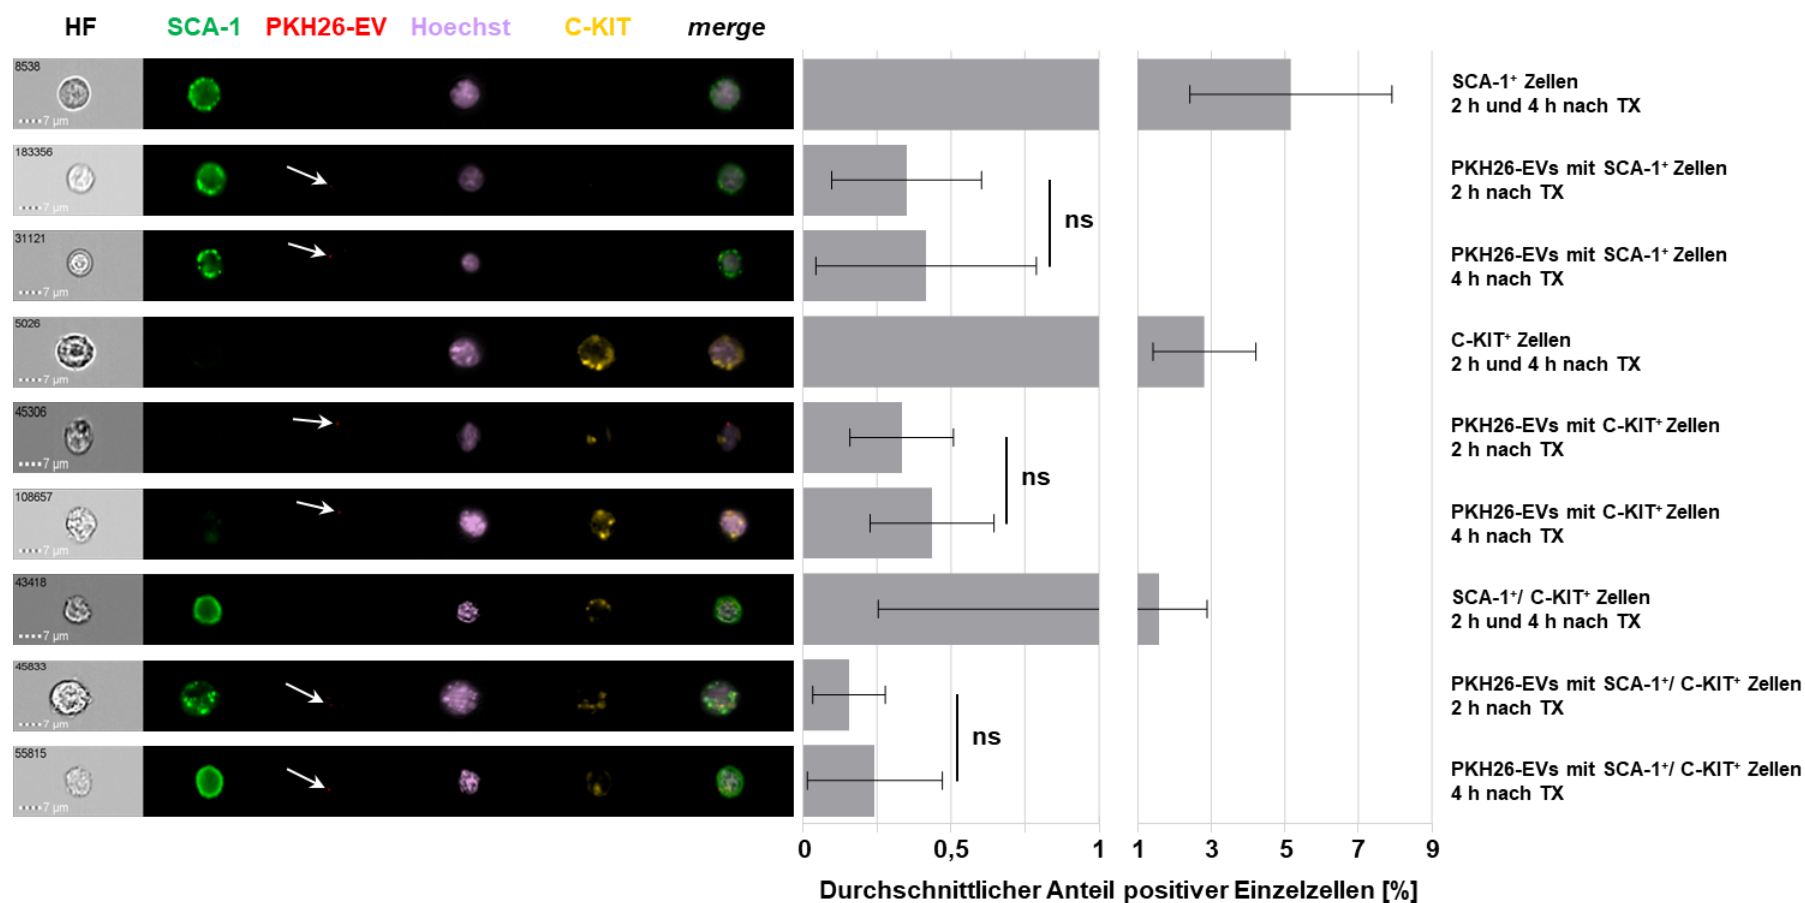 HF SCA-1 PKH26-EV Hoechst C-KIT merge
8538
7 µm
SCA-1⁺ Zellen
2 h und 4 h nach TX
183356
7 µm
PKH26-EVs mit SCA-1⁺ Zellen
2 h nach TX
ns
31121
7 µm
PKH26-EVs mit SCA-1⁺ Zellen
4 h nach TX
5026
7 µm
C-KIT⁺ Zellen
2 h und 4 h nach TX
45306
7 µm
PKH26-EVs mit C-KIT⁺ Zellen
2 h nach TX
ns
108657
7 µm
PKH26-EVs mit C-KIT⁺ Zellen
4 h nach TX
43418
7 µm
SCA-1⁺/ C-KIT⁺ Zellen
2 h und 4 h nach TX
45833
7 µm
PKH26-EVs mit SCA-1⁺/ C-KIT⁺ Zellen
2 h nach TX
ns
55815
7 µm
PKH26-EVs mit SCA-1⁺/ C-KIT⁺ Zellen
4 h nach TX
0 0,5 1 1 3 5 7 9
Durchschnittlicher Anteil positiver Einzelzellen [%]